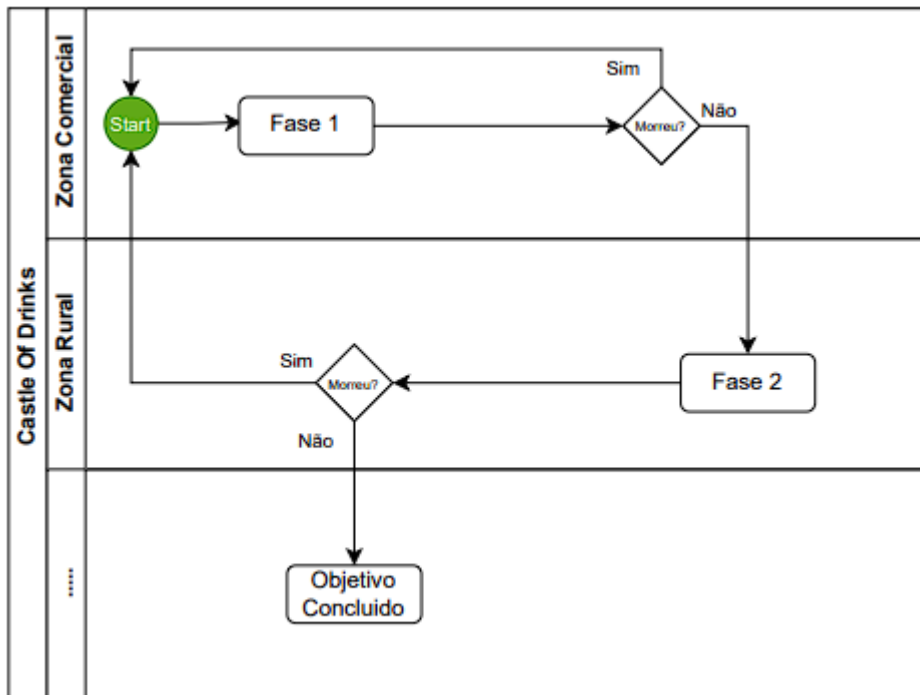 Castle Of Drinks
Zona Comercial
Sim
Start
Fase 1
Morreu?
Não
Zona Rural
Sim
Morreu?
Fase 2
Não
.....
Objetivo
Concluido